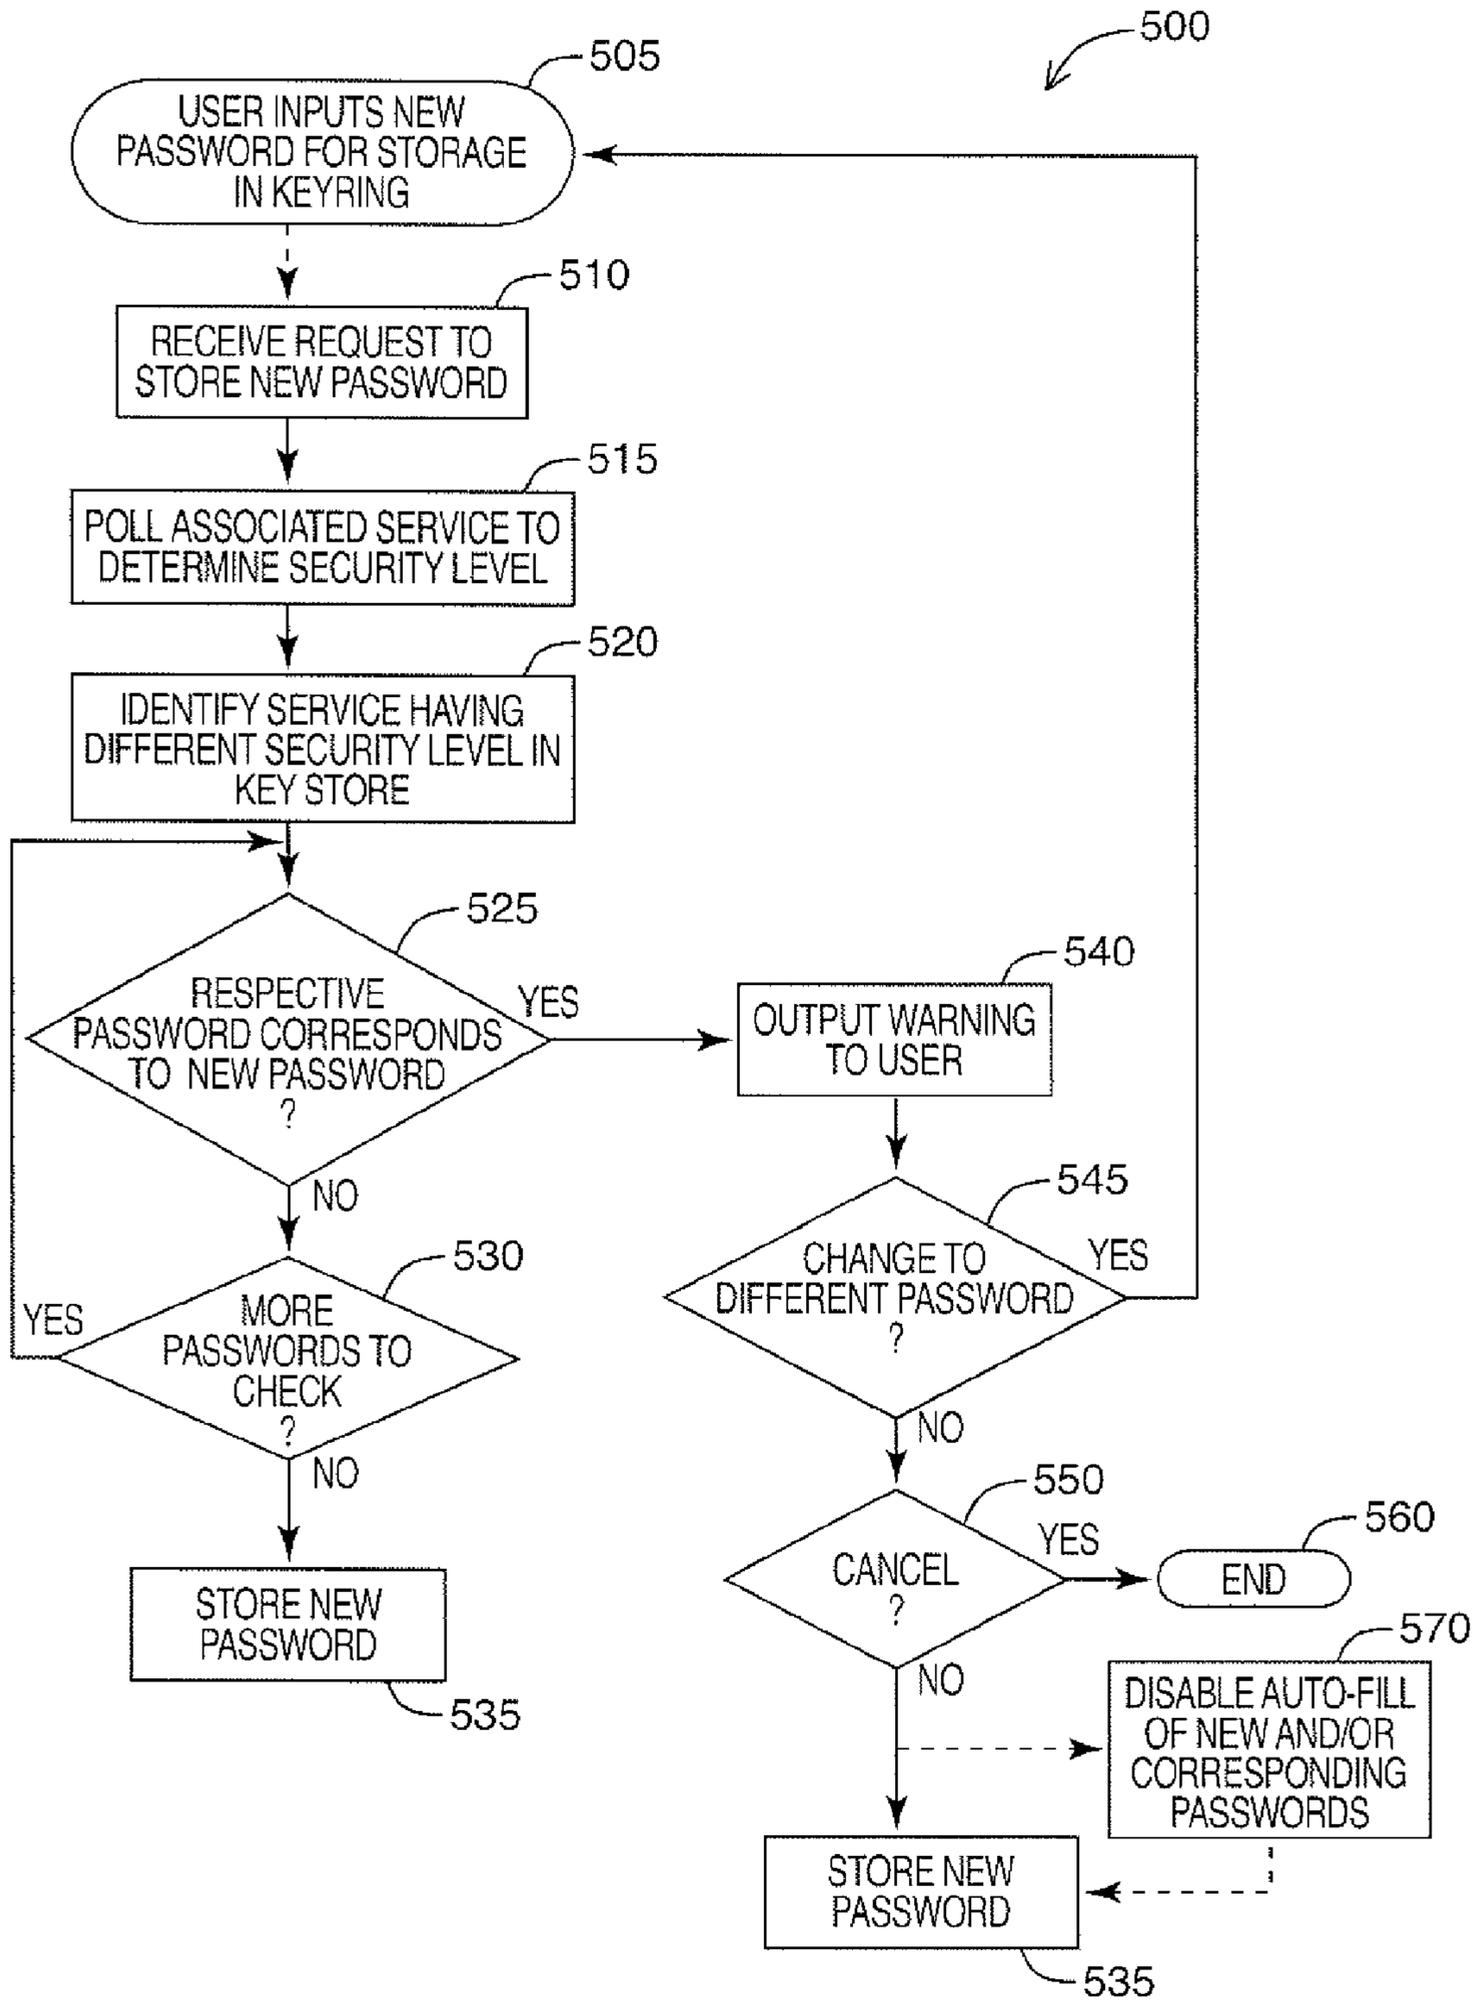 500
505
USER INPUTS NEW
PASSWORD FOR STORAGE
IN KEYRING
510
RECEIVE REQUEST TO
STORE NEW PASSWORD
515
POLL ASSOCIATED SERVICE TO
DETERMINE SECURITY LEVEL
520
IDENTIFY SERVICE HAVING
DIFFERENT SECURITY LEVEL IN
KEY STORE
525
RESPECTIVE
PASSWORD CORRESPONDS
TO NEW PASSWORD
?
YES
NO
530
MORE
PASSWORDS TO
CHECK
?
YES
NO
STORE NEW
PASSWORD
535
540
OUTPUT WARNING
TO USER
545
CHANGE TO
DIFFERENT PASSWORD
?
YES
NO
550
CANCEL
?
YES
560
END
NO
570
DISABLE AUTO-FILL
OF NEW AND/OR
CORRESPONDING
PASSWORDS
STORE NEW
PASSWORD
535